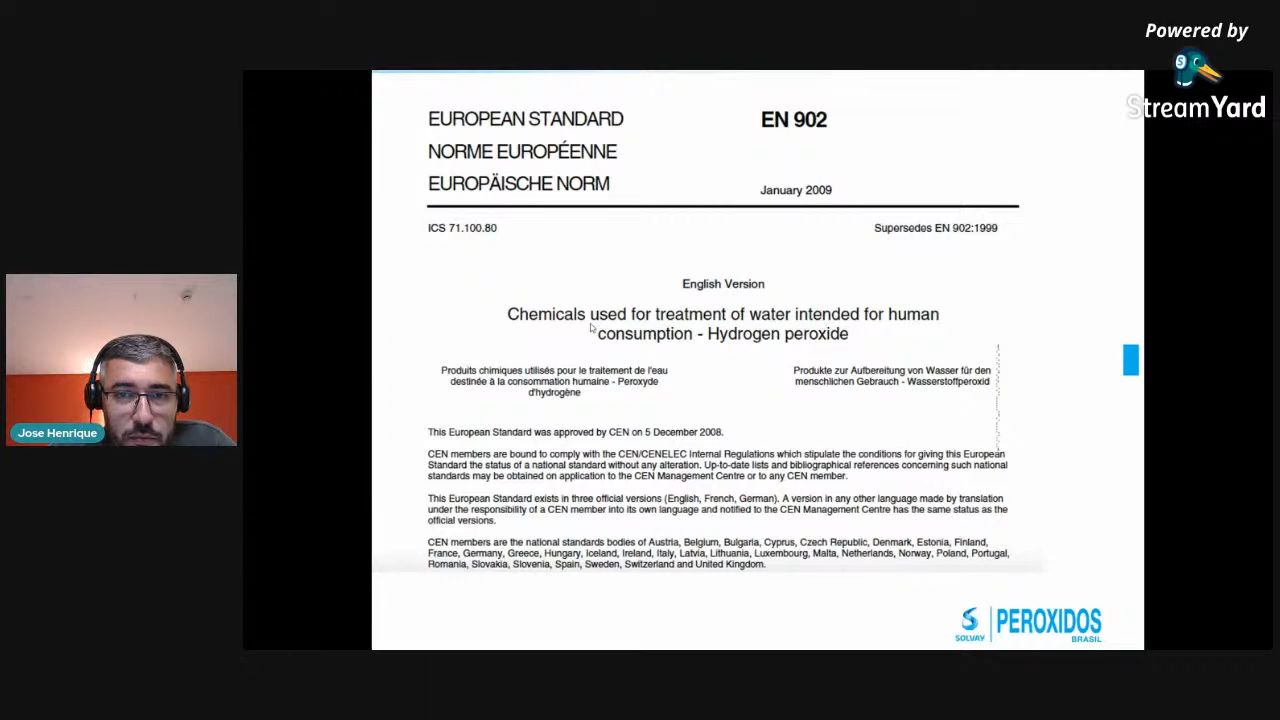 Powered by
StreamYard
EUROPEAN STANDARD
NORME EUROPÉENNE
EUROPÄISCHE NORM
EN 902
January 2009
ICS 71.100.80
Supersedes EN 902:1999
English Version
Chemicals used for treatment of water intended for human
consumption - Hydrogen peroxide
Produits chimiques utilisés pour le traitement de l'eau
destinée à la consommation humaine - Peroxyde
d'hydrogène
Produkte zur Aufbereitung von Wasser für den
menschlichen Gebrauch - Wasserstoffperoxid
This European Standard was approved by CEN on 5 December 2008.
CEN members are bound to comply with the CEN/CENELEC Internal Regulations which stipulate the conditions for giving this European
Standard the status of a national standard without any alteration. Up-to-date lists and bibliographical references concerning such national
standards may be obtained on application to the CEN Management Centre or to any CEN member.
This European Standard exists in three official versions (English, French, German). A version in any other language made by translation
under the responsibility of a CEN member into its own language and notified to the CEN Management Centre has the same status as the
official versions.
CEN members are the national standards bodies of Austria, Belgium, Bulgaria, Cyprus, Czech Republic, Denmark, Estonia, Finland,
France, Germany, Greece, Hungary, Iceland, Ireland, Italy, Latvia, Lithuania, Luxembourg, Malta, Netherlands, Norway, Poland, Portugal,
Romania, Slovakia, Slovenia, Spain, Sweden, Switzerland and United Kingdom.
Jose Henrique
SOLVAY
PEROXIDOS
BRASIL